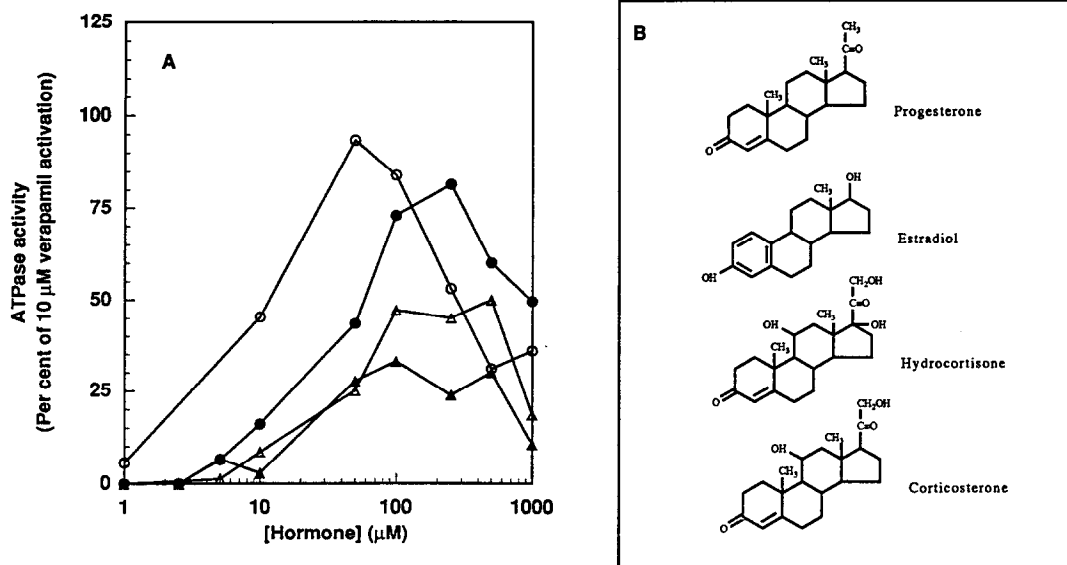 A
ATPase activity
(Per cent of 10 μM verapamil activation)
125
100
75
50
25
0
1
10
100
1000
[Hormone] (μM)
B
CH3
C=O
CH3
CH3
O
Progesterone
OH
CH3
OH
Estradiol
CH2OH
C=O
CH3
OH
OH
CH3
O
Hydrocortisone
CH2OH
C=O
CH3
OH
CH3
O
Corticosterone